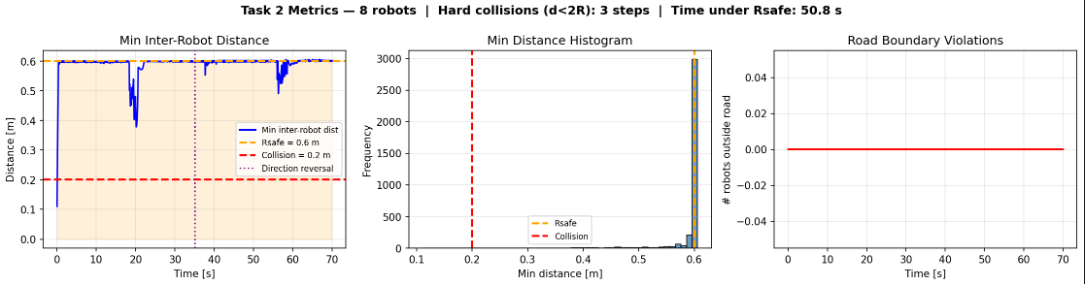 Task 2 Metrics — 8 robots | Hard collisions (d<2R): 3 steps | Time under Rsafe: 50.8 s
Min Inter-Robot Distance
Distance [m]
0.6
0.5
0.4
0.3
0.2
0.1
0.0
Min inter-robot dist
Rsafe = 0.6 m
Collision = 0.2 m
Direction reversal
0 10 20 30 40 50 60 70
Time [s]
Min Distance Histogram
Frequency
3000
2500
2000
1500
1000
500
0
Rsafe
Collision
0.1 0.2 0.3 0.4 0.5 0.6
Min distance [m]
Road Boundary Violations
# robots outside road
0.04
0.02
0.00
−0.02
−0.04
0 10 20 30 40 50 60 70
Time [s]